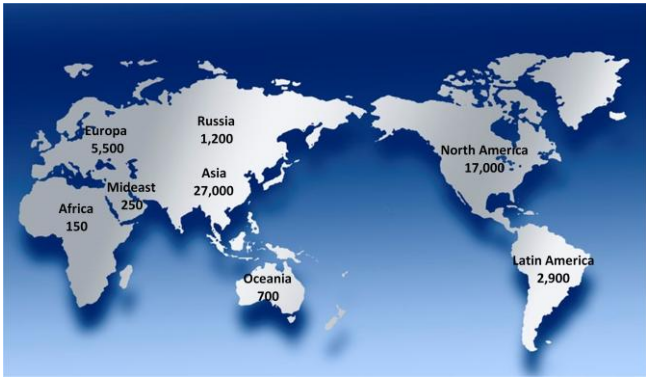 Europa
5,500
Russia
1,200
Asia
27,000
Mideast
250
Africa
150
Oceania
700
North America
17,000
Latin America
2,900